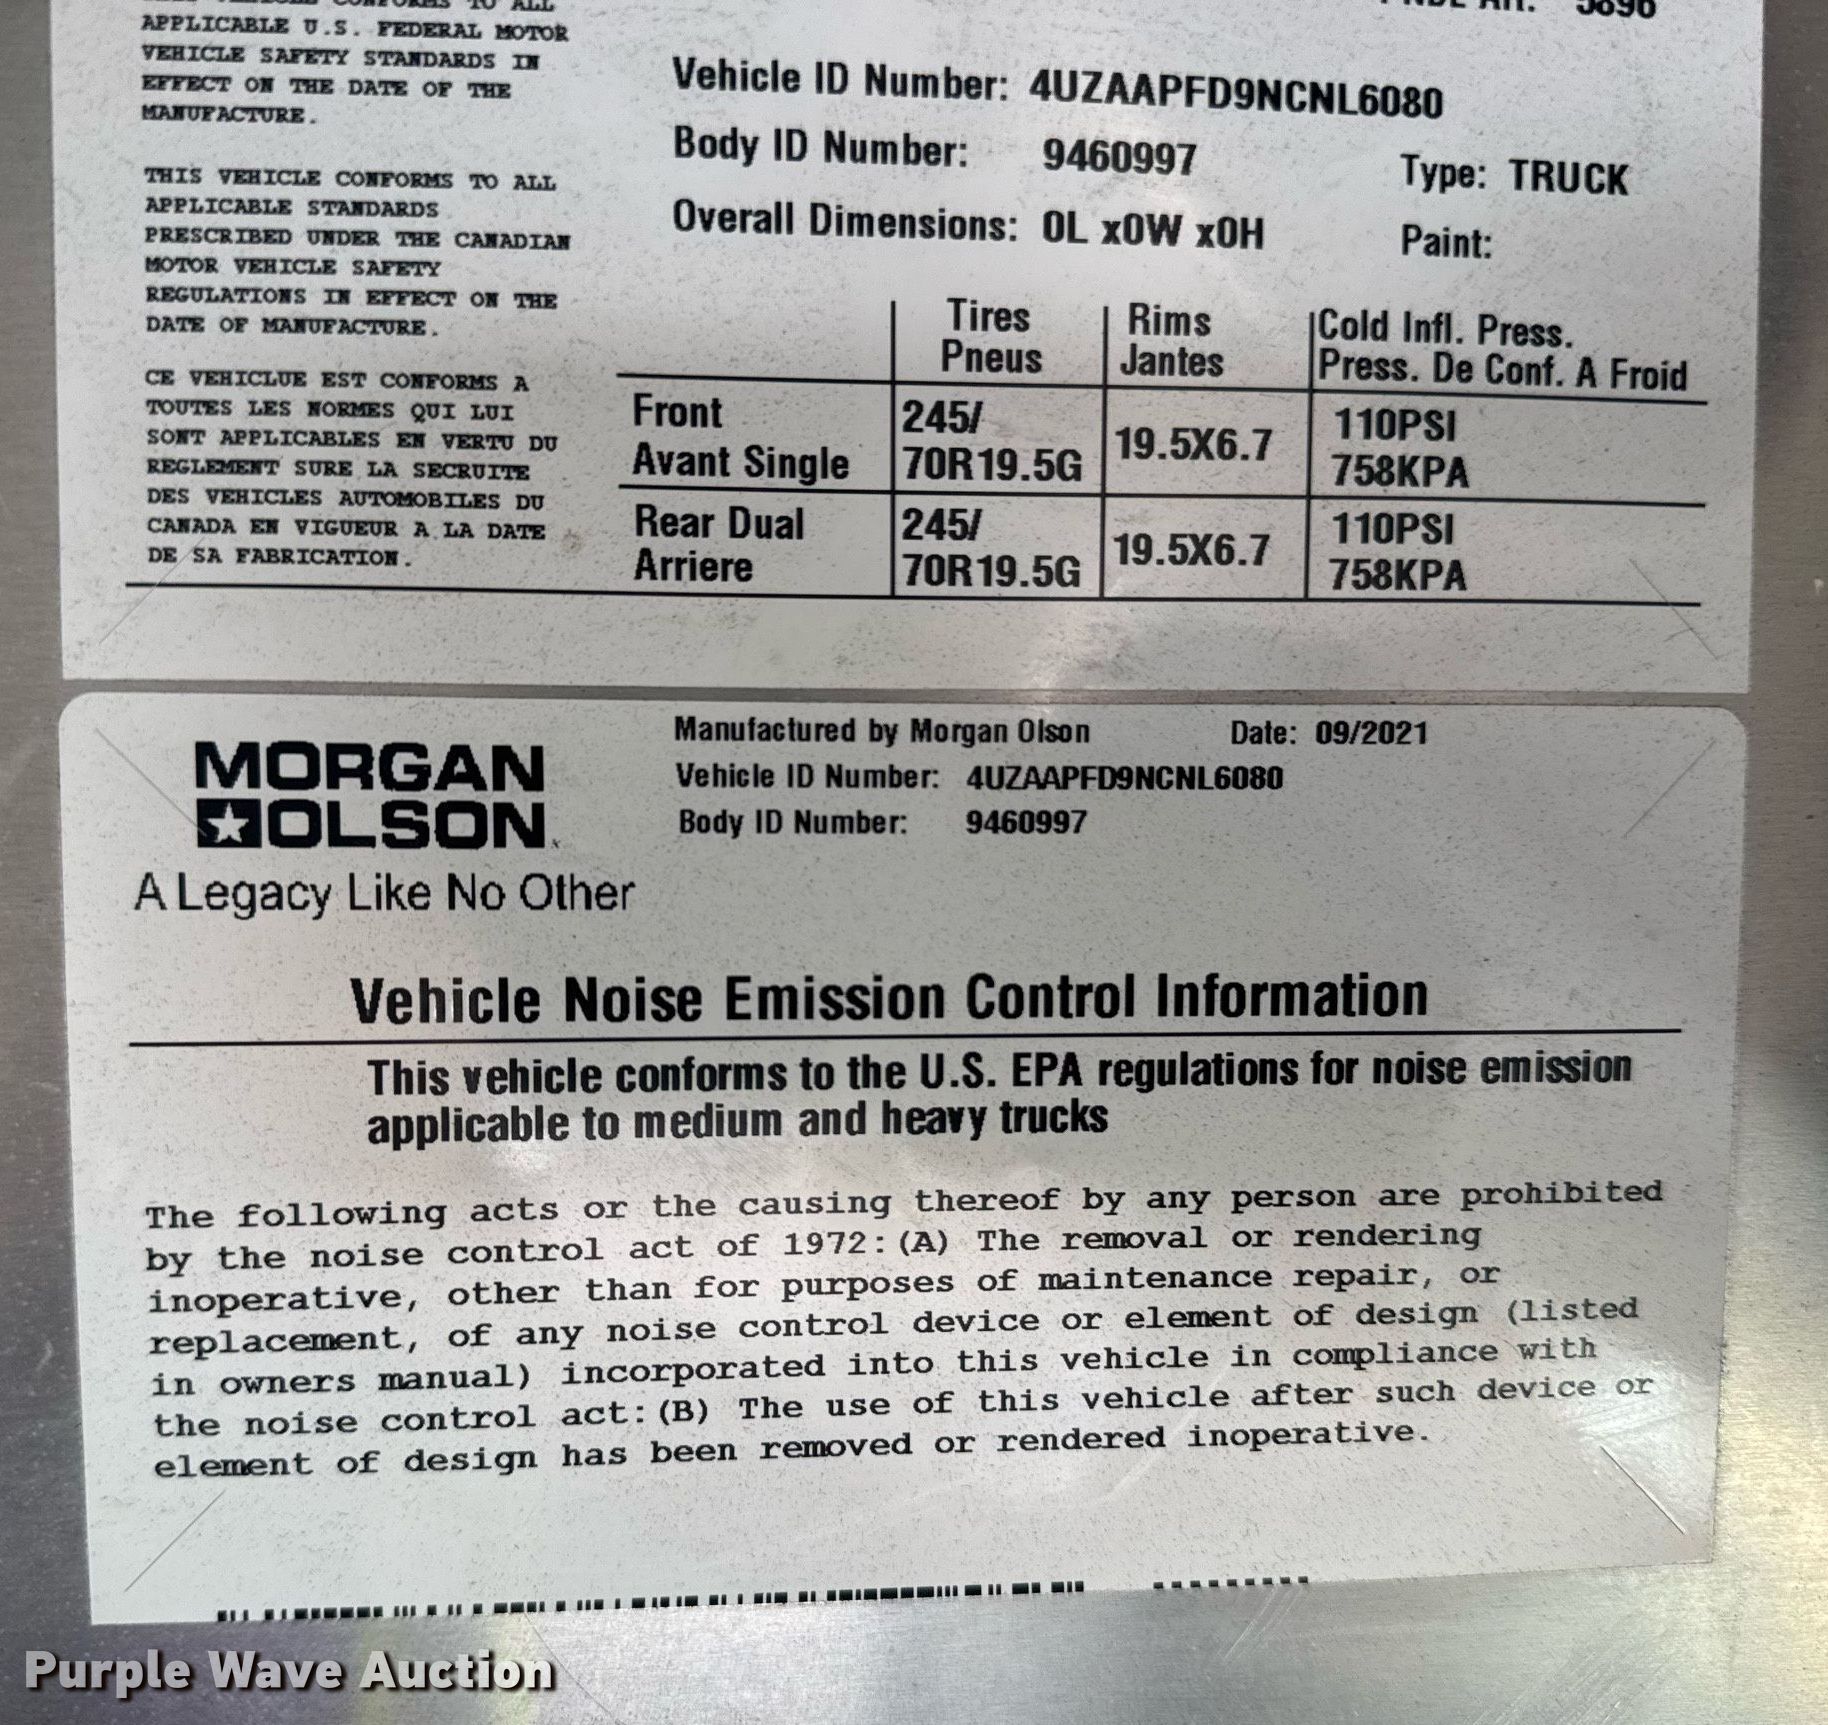 APPLICABLE U.S. FEDERAL MOTOR
VEHICLE SAFETY STANDARDS IN
EFFECT ON THE DATE OF THE
MANUFACTURE.
THIS VEHICLE CONFORMS TO ALL
APPLICABLE STANDARDS
PRESCRIBED UNDER THE CANADIAN
MOTOR VEHICLE SAFETY
REGULATIONS IN EFFECT ON THE
DATE OF MANUFACTURE.
CE VEHICLUE EST CONFORMS A
TOUTES LES NORMES QUI LUI
SONT APPLICABLES EN VERTU DU
REGLEMENT SURE LA SECRUITE
DES VEHICLES AUTOMOBILES DU
CANADA EN VIGUEUR A LA DATE
DE SA FABRICATION.
Vehicle ID Number: 4UZAAPFD9NCNL6080
Body ID Number: 9460997 Type: TRUCK
Overall Dimensions: 0L x0W x0H Paint:
Tires Rims Cold Infl. Press.
Pneus Jantes Press. De Conf. A Froid
Front 245/ 19.5X6.7 110PSI
Avant Single 70R19.5G 758KPA
Rear Dual 245/ 19.5X6.7 110PSI
Arriere 70R19.5G 758KPA
MORGAN
OLSON
A Legacy Like No Other
Manufactured by Morgan Olson Date: 09/2021
Vehicle ID Number: 4UZAAPFD9NCNL6080
Body ID Number: 9460997
Vehicle Noise Emission Control Information
This vehicle conforms to the U.S. EPA regulations for noise emission
applicable to medium and heavy trucks
The following acts or the causing thereof by any person are prohibited
by the noise control act of 1972:(A) The removal or rendering
inoperative, other than for purposes of maintenance repair, or
replacement, of any noise control device or element of design (listed
in owners manual) incorporated into this vehicle in compliance with
the noise control act:(B) The use of this vehicle after such device or
element of design has been removed or rendered inoperative.
Purple Wave Auction